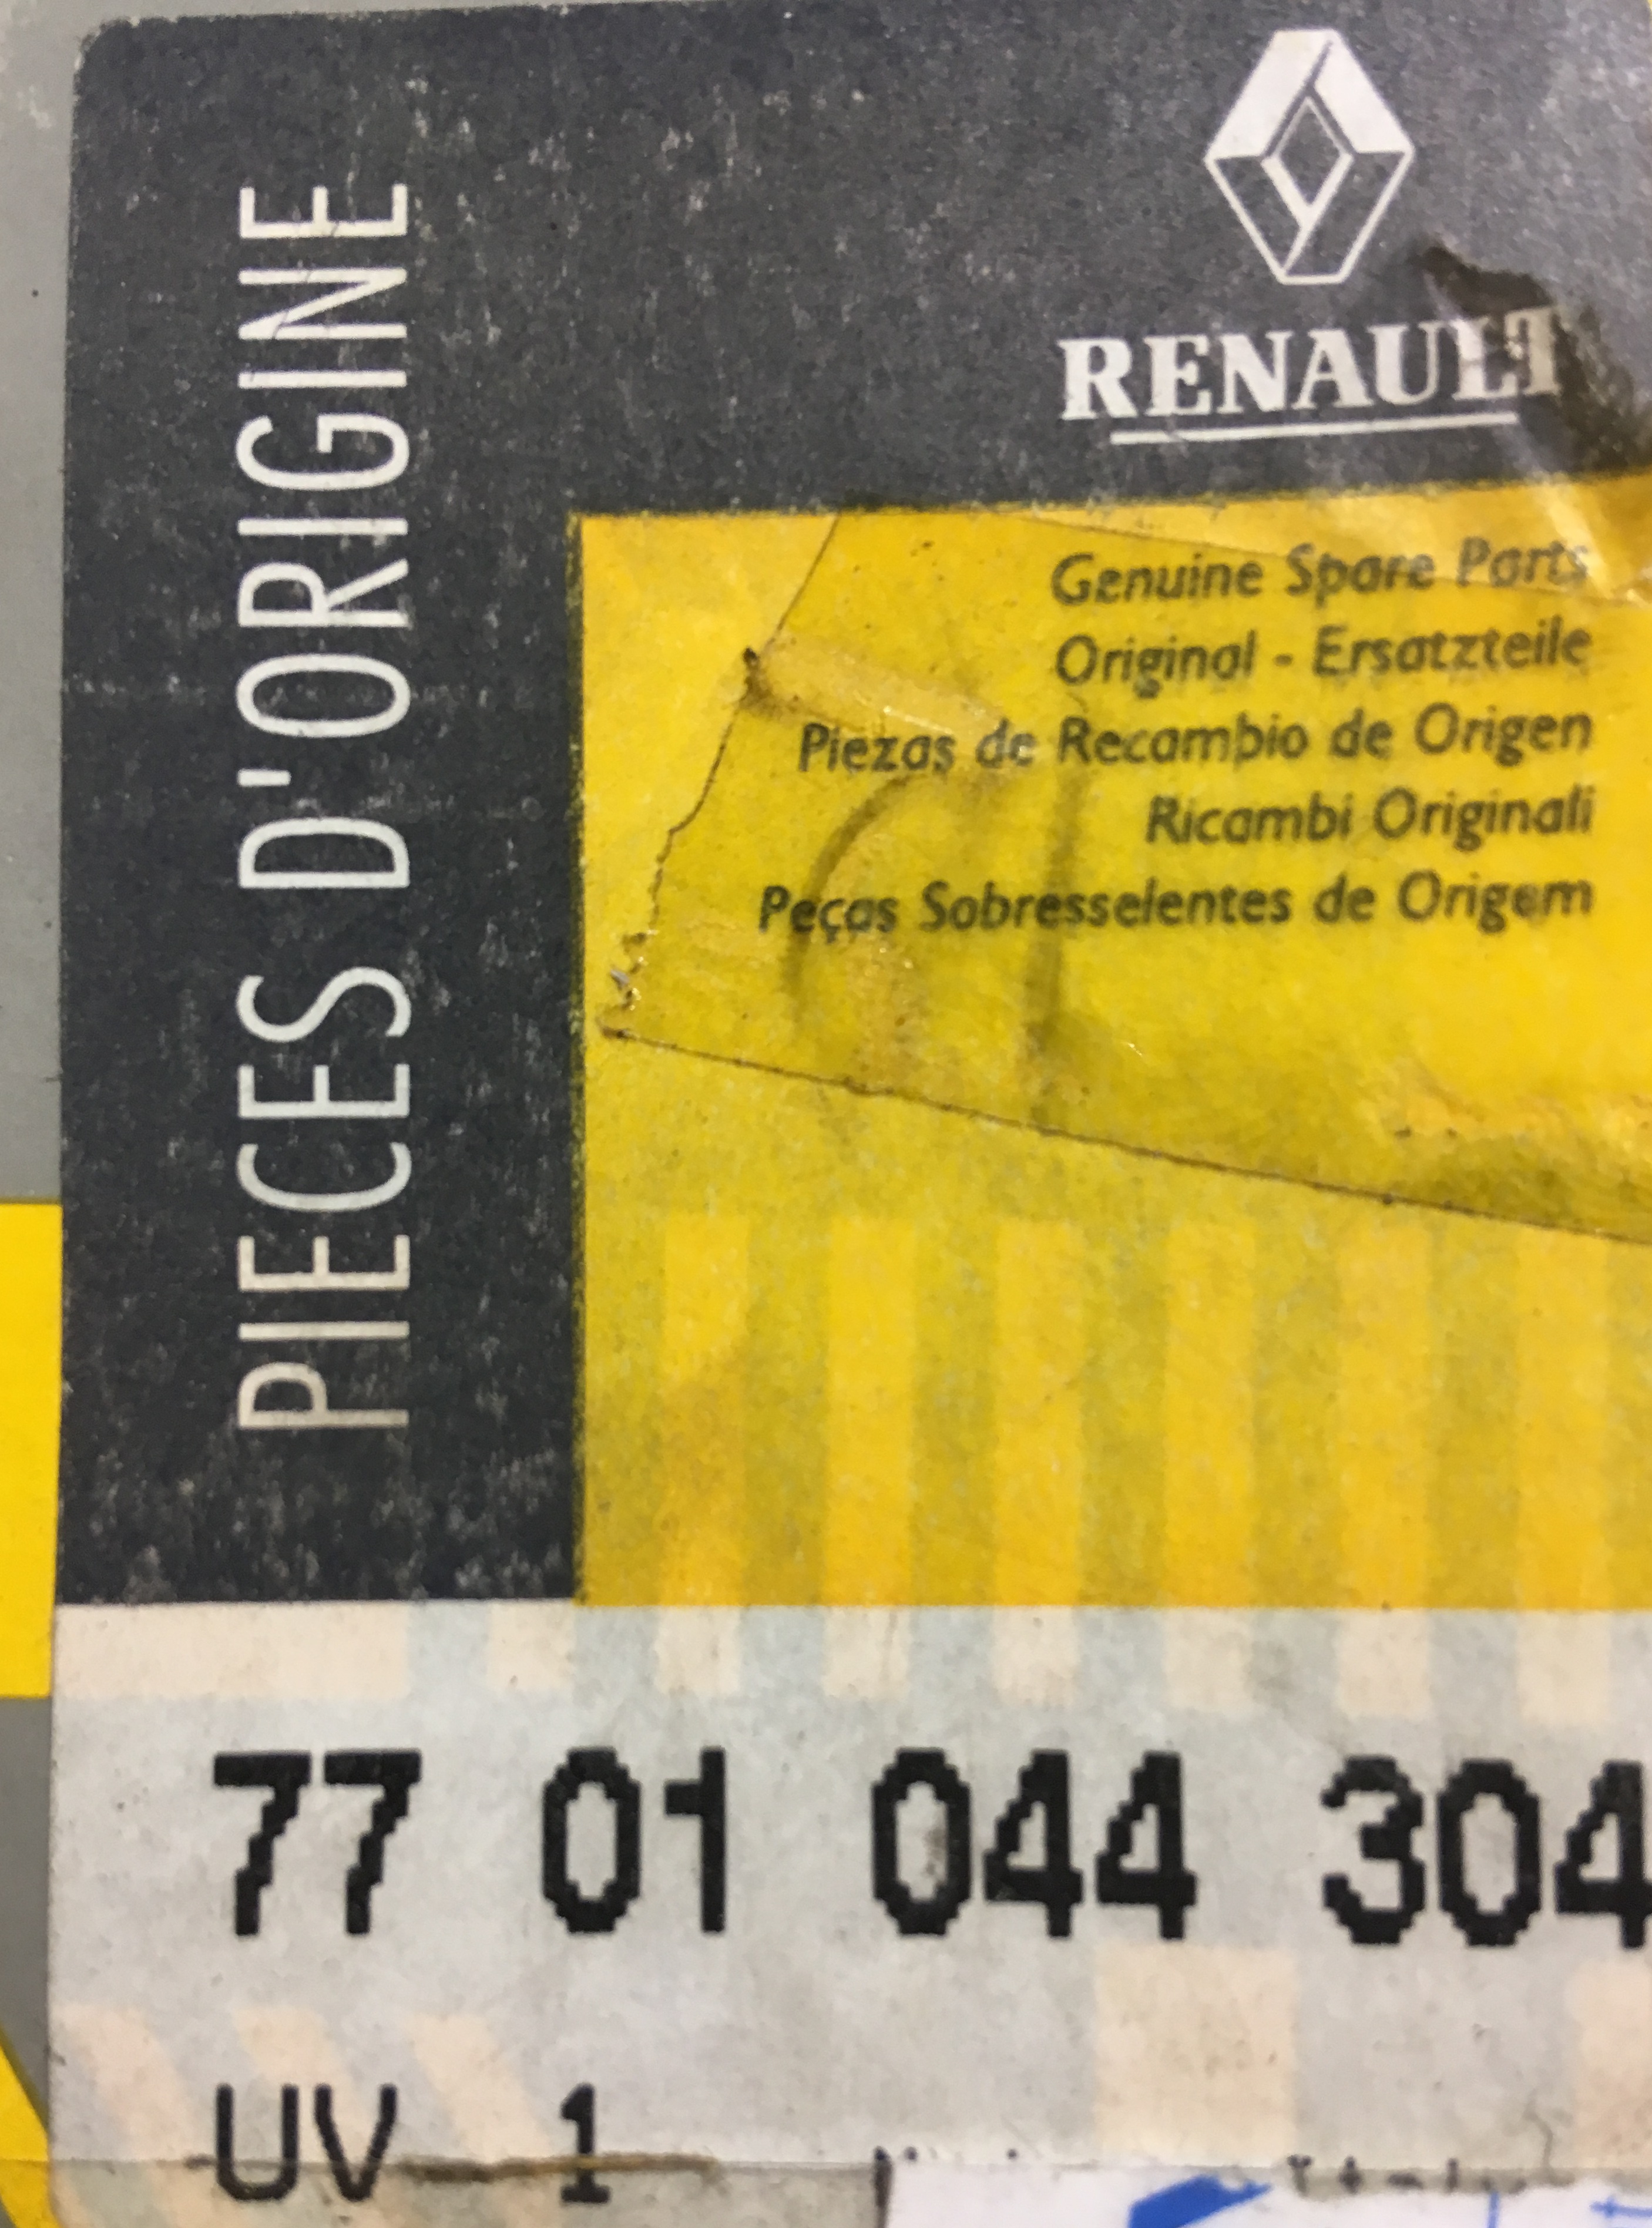 PIECES D'ORIGINE
RENAULT
Genuine Spare Parts
Original - Ersatzteile
Piezas de Recambio de Origen
Ricambi Originali
Peças Sobresselentes de Origem
77 01 044 304
UV 1